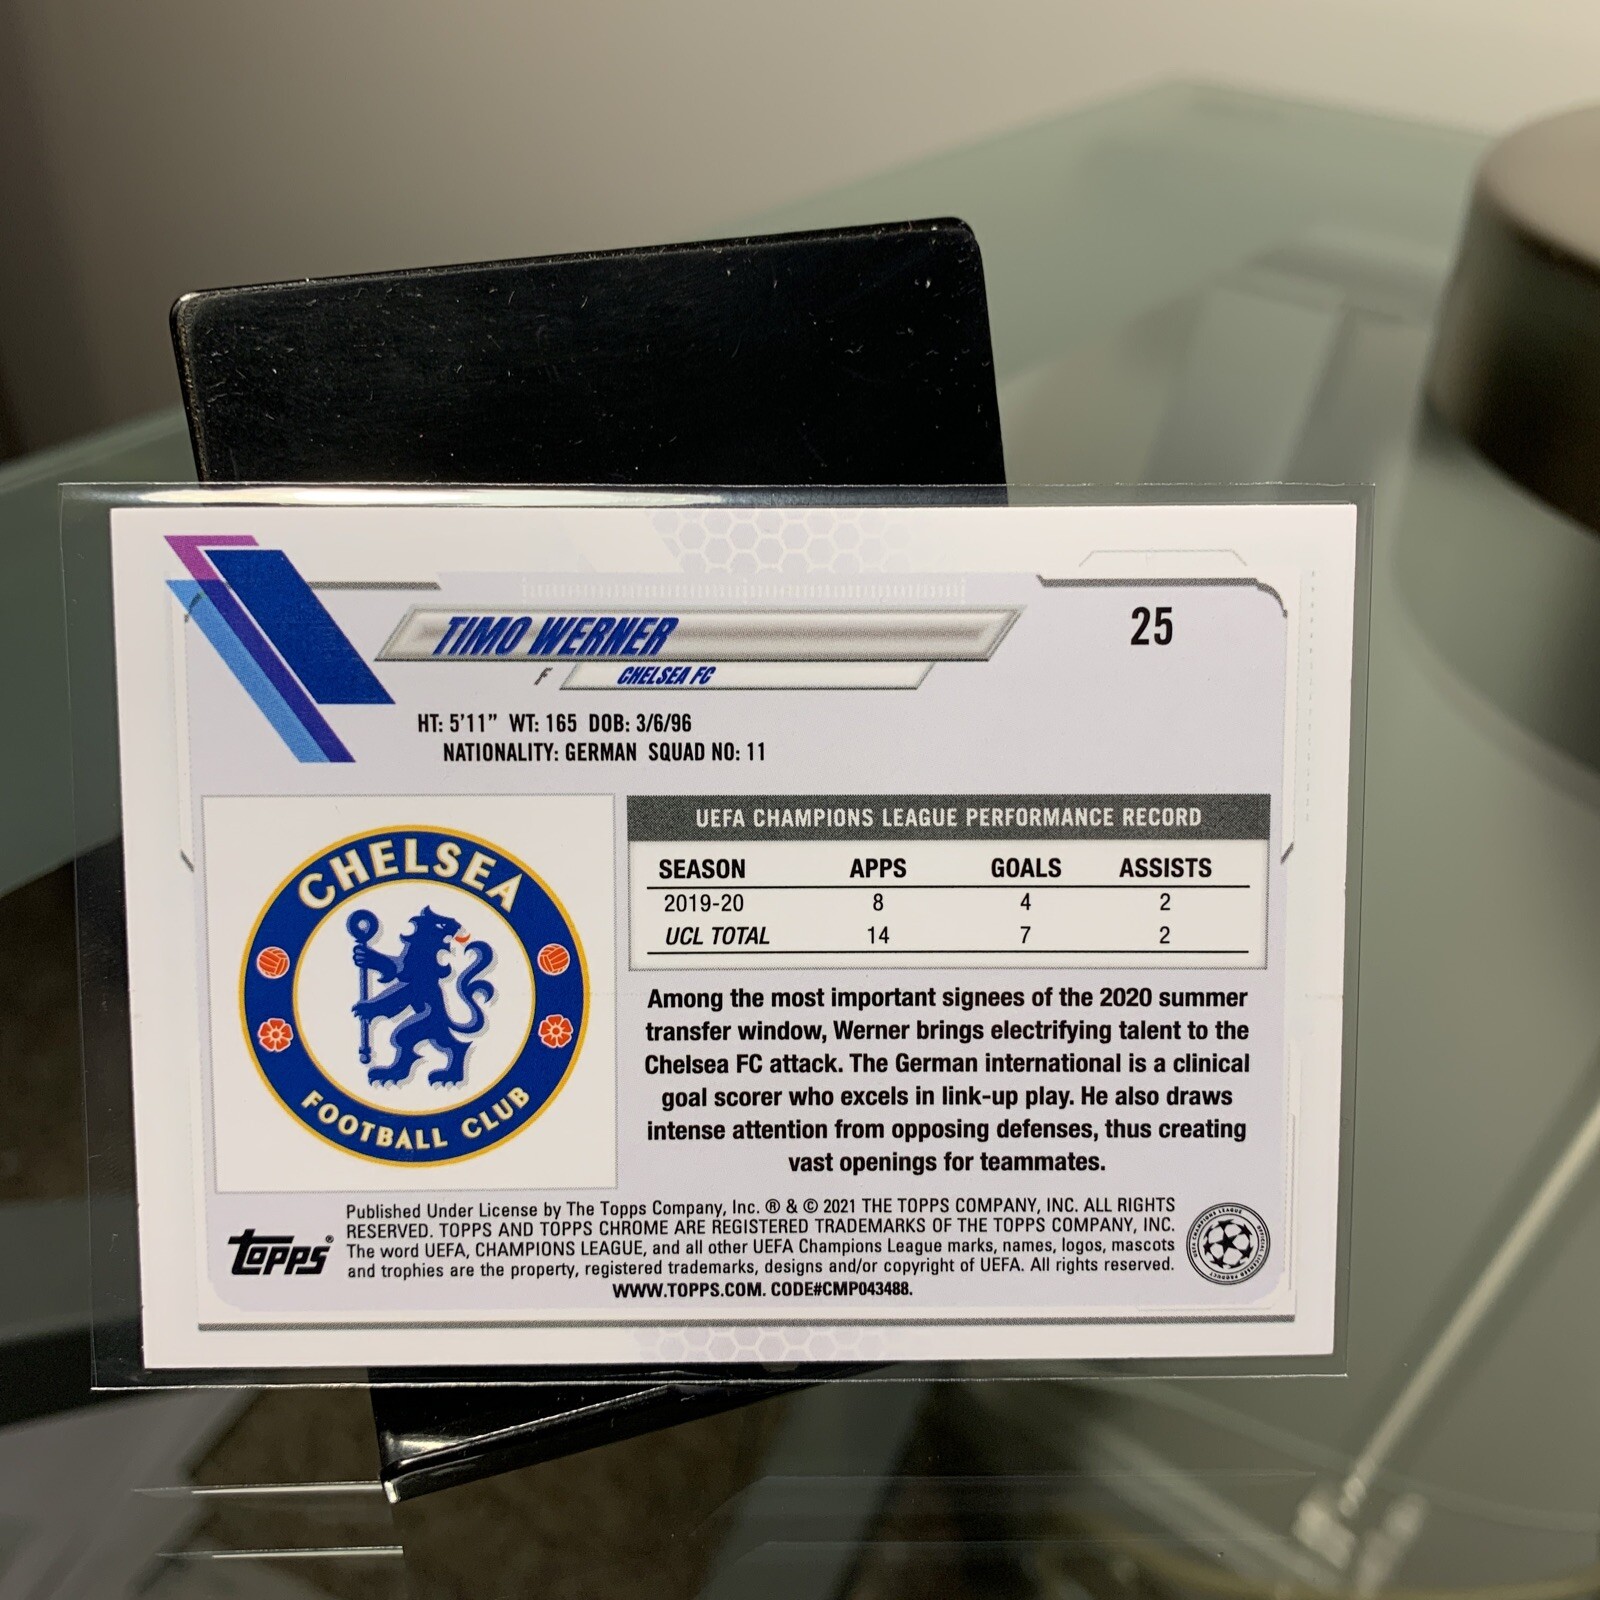 TIMO WERNER
25
F CHELSEA FC
HT: 5'11” WT: 165 DOB: 3/6/96
NATIONALITY: GERMAN SQUAD NO: 11
CHELSEA
FOOTBALL CLUB
UEFA CHAMPIONS LEAGUE PERFORMANCE RECORD
SEASON APPS GOALS ASSISTS
2019-20 8 4 2
UCL TOTAL 14 7 2
Among the most important signees of the 2020 summer
transfer window, Werner brings electrifying talent to the
Chelsea FC attack. The German international is a clinical
goal scorer who excels in link-up play. He also draws
intense attention from opposing defenses, thus creating
vast openings for teammates.
topps®
Published Under License by The Topps Company, Inc. ® & © 2021 THE TOPPS COMPANY, INC. ALL RIGHTS
RESERVED. TOPPS AND TOPPS CHROME ARE REGISTERED TRADEMARKS OF THE TOPPS COMPANY, INC.
The word UEFA, CHAMPIONS LEAGUE, and all other UEFA Champions League marks, names, logos, mascots
and trophies are the property, registered trademarks, designs and/or copyright of UEFA. All rights reserved.
WWW.TOPPS.COM. CODE#CMP043488.
UEFA CHAMPIONS LEAGUE
OFFICIAL LICENSED PRODUCT